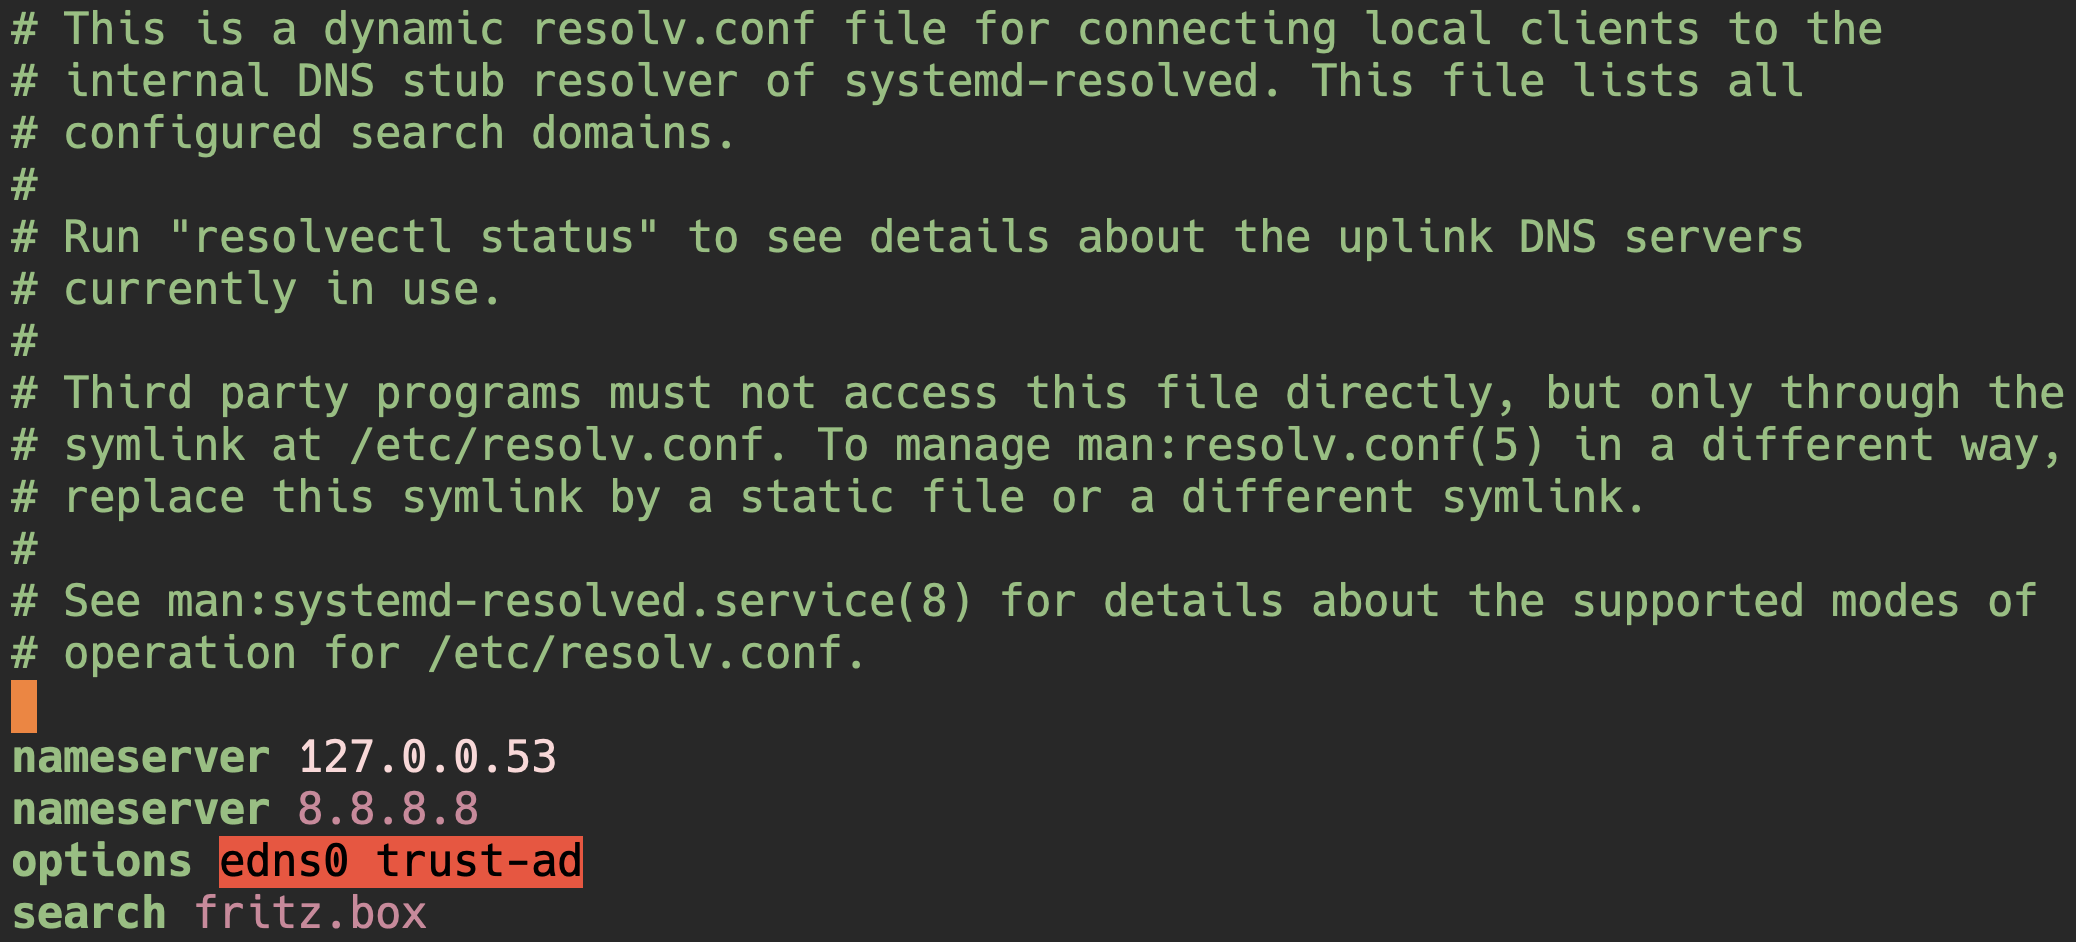 # This is a dynamic resolv.conf file for connecting local clients to the
# internal DNS stub resolver of systemd-resolved. This file lists all
# configured search domains.
#
# Run "resolvectl status" to see details about the uplink DNS servers
# currently in use.
#
# Third party programs must not access this file directly, but only through the
# symlink at /etc/resolv.conf. To manage man:resolv.conf(5) in a different way,
# replace this symlink by a static file or a different symlink.
#
# See man:systemd-resolved.service(8) for details about the supported modes of
# operation for /etc/resolv.conf.

nameserver 127.0.0.53
nameserver 8.8.8.8
options edns0 trust-ad
search fritz.box